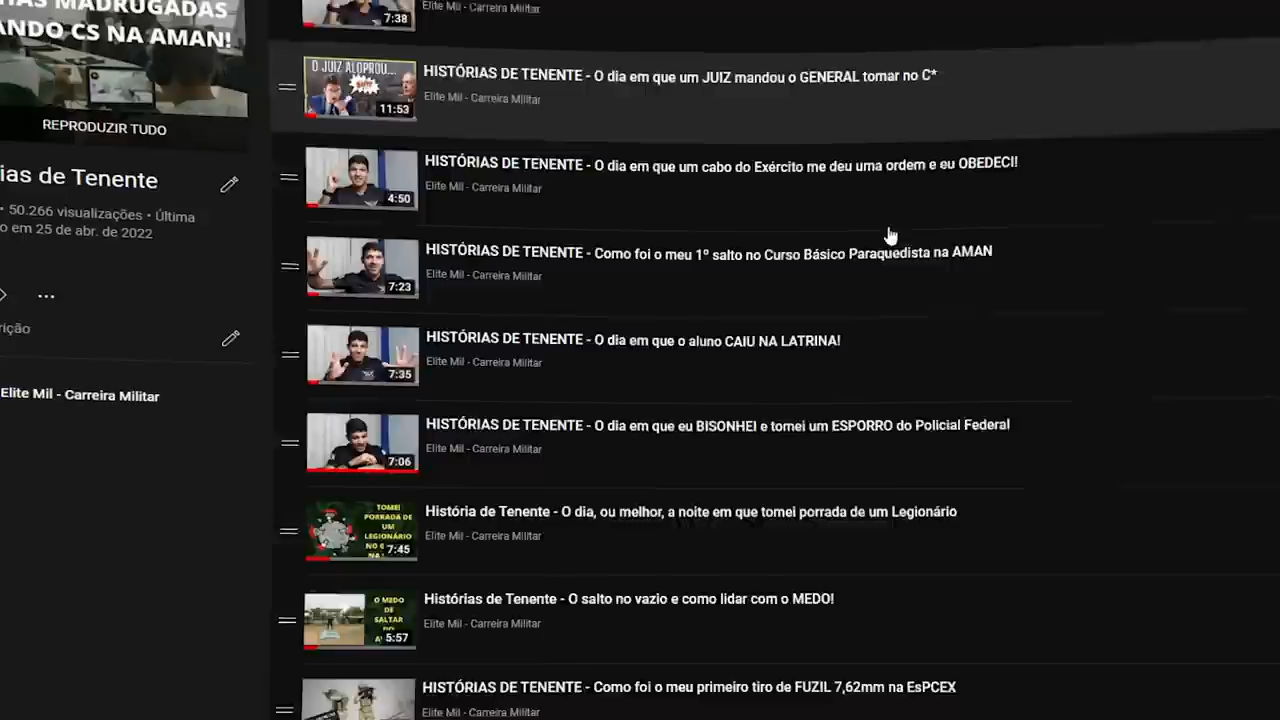 MADRUGADAS
ANDO CS NA AMAN!
REPRODUZIR TUDO
ias de Tenente
• 50.266 visualizações • Última
o em 25 de abr. de 2022
rição
Elite Mil - Carreira Militar
7:38
Elite Mil - Carreira Militar
O JUIZ ALOPROU...
11:53
HISTÓRIAS DE TENENTE - O dia em que um JUIZ mandou o GENERAL tomar no C*
Elite Mil - Carreira Militar
4:50
HISTÓRIAS DE TENENTE - O dia em que um cabo do Exército me deu uma ordem e eu OBEDECI!
Elite Mil - Carreira Militar
7:23
HISTÓRIAS DE TENENTE - Como foi o meu 1º salto no Curso Básico Paraquedista na AMAN
Elite Mil - Carreira Militar
7:35
HISTÓRIAS DE TENENTE - O dia em que o aluno CAIU NA LATRINA!
Elite Mil - Carreira Militar
7:06
HISTÓRIAS DE TENENTE - O dia em que eu BISONHEI e tomei um ESPORRO do Policial Federal
Elite Mil - Carreira Militar
TOMEI
PORRADA DE
UM
LEGIONÁRIO
7:45
História de Tenente - O dia, ou melhor, a noite em que tomei porrada de um Legionário
Elite Mil - Carreira Militar
O MEDO
DE
SALTAR
5:57
Histórias de Tenente - O salto no vazio e como lidar com o MEDO!
Elite Mil - Carreira Militar
HISTÓRIAS DE TENENTE - Como foi o meu primeiro tiro de FUZIL 7,62mm na EsPCEX
Elite Mil - Carreira Militar